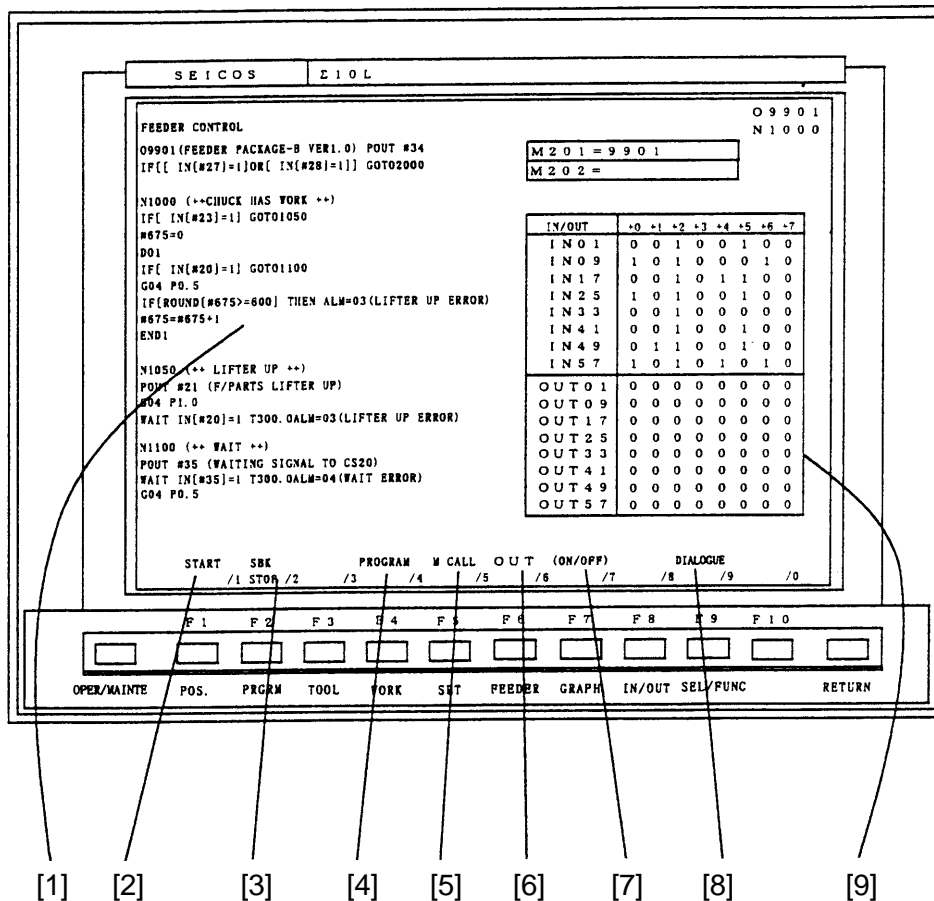 SEICOS Σ10L
O9901
N1000
FEEDER CONTROL
O9901(FEEDER PACKAGE-B VER1.0) POUT #34
IF[[ IN[#27]=1]OR[ IN[#28]=1]] GOTO2000
M201=9901
M202=
N1000 (++CHUCK HAS WORK ++)
IF[ IN[#23]=1] GOTO1050
#675=0
DO1
IF[ IN[#20]=1] GOTO1100
G04 P0.5
IF[ROUND[#675>=600] THEN ALM=03(LIFTER UP ERROR)
#675=#675+1
END1
N1050 (++ LIFTER UP ++)
POUT #21 (F/PARTS LIFTER UP)
G04 P1.0
WAIT IN[#20]=1 T300.0ALM=03(LIFTER UP ERROR)
N1100 (++ WAIT ++)
POUT #35 (WAITING SIGNAL TO CS20)
WAIT IN[#35]=1 T300.0ALM=04(WAIT ERROR)
G04 P0.5
IN/OUT +0 +1 +2 +3 +4 +5 +6 +7
IN01 0 0 1 0 0 1 0 0
IN09 1 0 1 0 0 0 1 0
IN17 0 0 1 0 1 1 0 0
IN25 1 0 1 0 0 1 0 0
IN33 0 0 1 0 0 0 0 0
IN41 0 0 1 0 0 1 0 0
IN49 0 1 1 0 0 1 0 0
IN57 1 0 1 0 1 0 1 0
OUT01 0 0 0 0 0 0 0 0
OUT09 0 0 0 0 0 0 0 0
OUT17 0 0 0 0 0 0 0 0
OUT25 0 0 0 0 0 0 0 0
OUT33 0 0 0 0 0 0 0 0
OUT41 0 0 0 0 0 0 0 0
OUT49 0 0 0 0 0 0 0 0
OUT57 0 0 0 0 0 0 0 0
START SBK PROGRAM M CALL OUT (ON/OFF) DIALOGUE
/1 STOP /2 /3 /4 /5 /6 /7 /8 /9 /0
F1 F2 F3 F4 F5 F6 F7 F8 F9 F10
OPER/MAINTE POS. PRGRM TOOL WORK SET FEEDER GRAPH IN/OUT SEL/FUNC RETURN
[1] [2] [3] [4] [5] [6] [7] [8] [9]